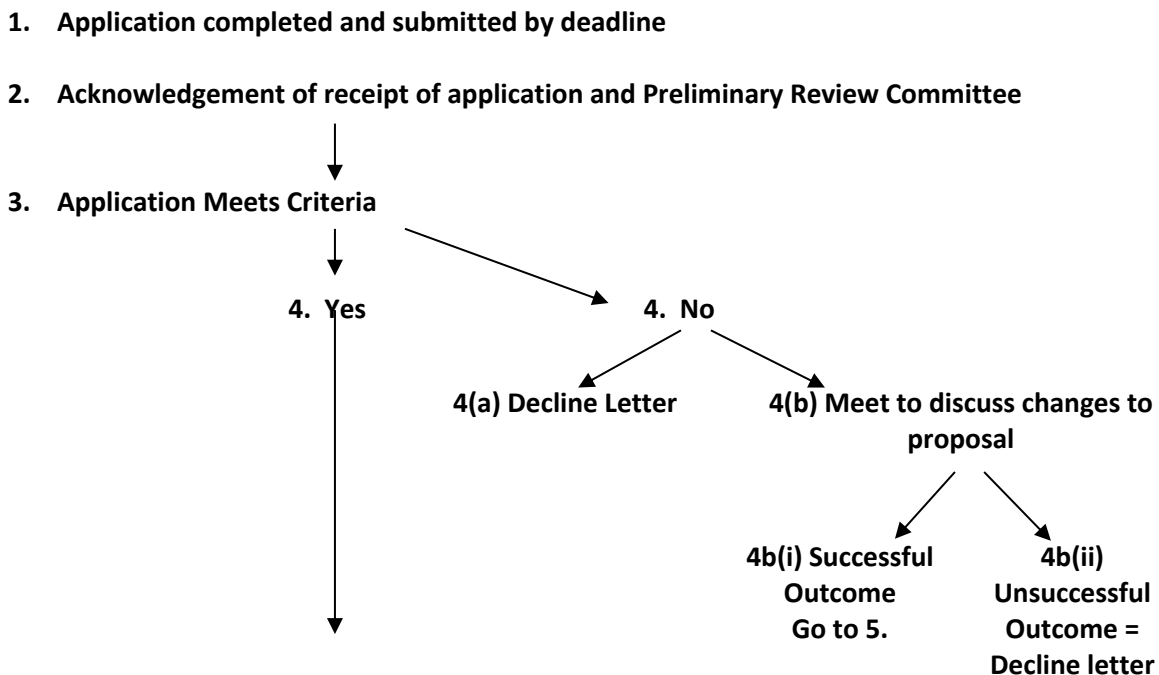 1. Application completed and submitted by deadline
2. Acknowledgement of receipt of application and Preliminary Review Committee
3. Application Meets Criteria
4. Yes
4. No
4(a) Decline Letter
4(b) Meet to discuss changes to
proposal
4b(i) Successful
Outcome
Go to 5.
4b(ii)
Unsuccessful
Outcome =
Decline letter